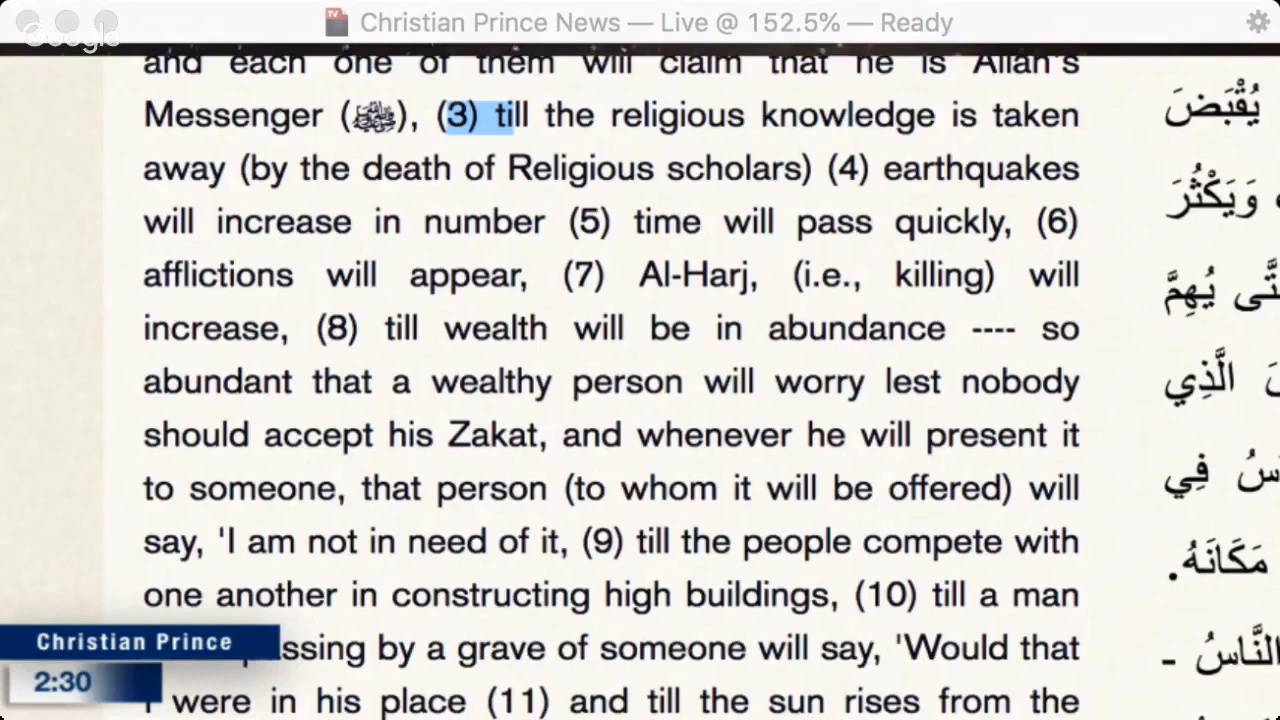 Christian Prince News — Live @ 152.5% — Ready
Google
and each one of them will claim that he is Allah's
Messenger (ﷺ), (3) till the religious knowledge is taken
away (by the death of Religious scholars) (4) earthquakes
will increase in number (5) time will pass quickly, (6)
afflictions will appear, (7) Al-Harj, (i.e., killing) will
increase, (8) till wealth will be in abundance ---- so
abundant that a wealthy person will worry lest nobody
should accept his Zakat, and whenever he will present it
to someone, that person (to whom it will be offered) will
say, 'I am not in need of it, (9) till the people compete with
one another in constructing high buildings, (10) till a man
passing by a grave of someone will say, 'Would that
I were in his place (11) and till the sun rises from the
يُقْبَضَ
وَيَكْثُرَ
يُهِمَّ
الَّذِي
فِي
مَكَانَهُ.
النَّاسُ -
Christian Prince
2:30